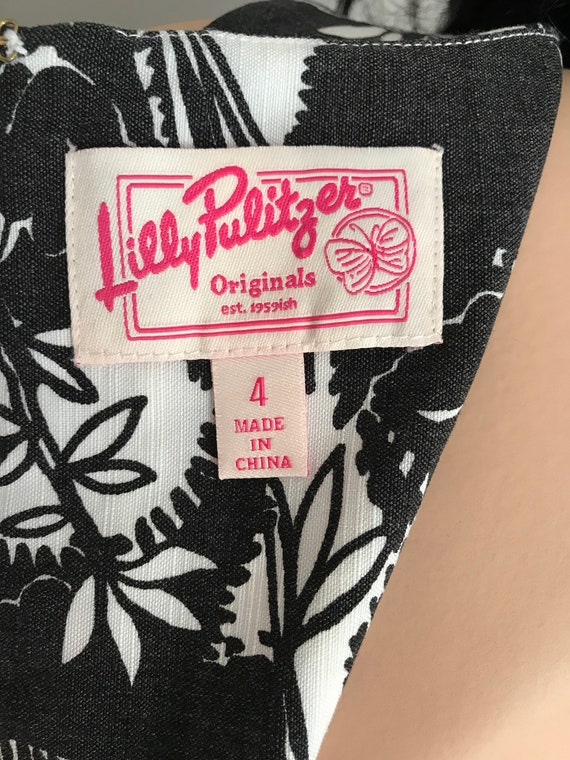 Lilly Pulitzer®
Originals
est. 1959ish
4
MADE
IN
CHINA